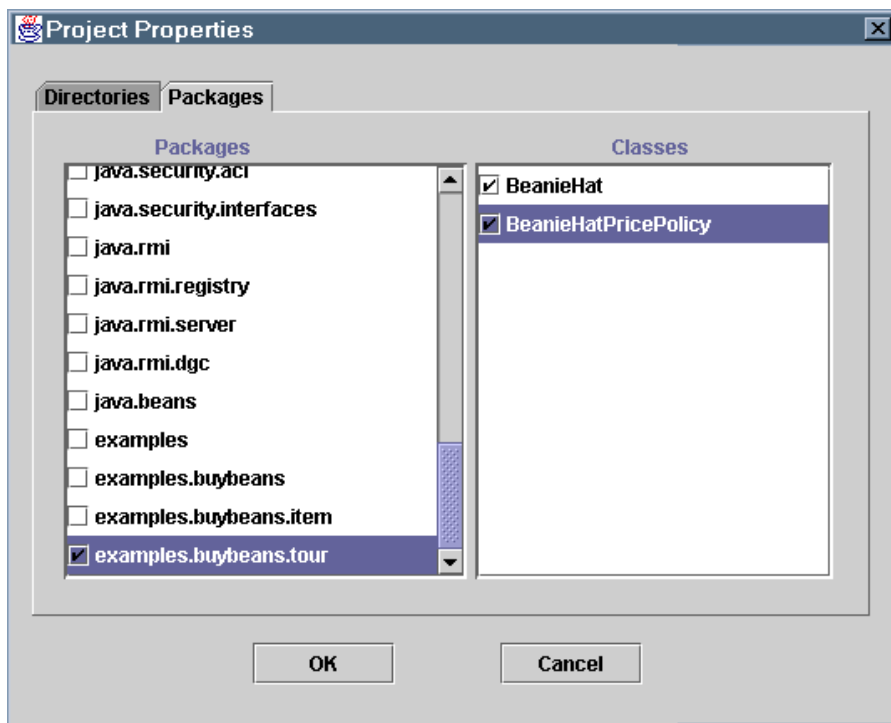 Project Properties
Directories
Packages
Packages
java.security.acl
java.security.interfaces
java.rmi
java.rmi.registry
java.rmi.server
java.rmi.dgc
java.beans
examples
examples.buybeans
examples.buybeans.item
examples.buybeans.tour
Classes
BeanieHat
BeanieHatPricePolicy
OK
Cancel